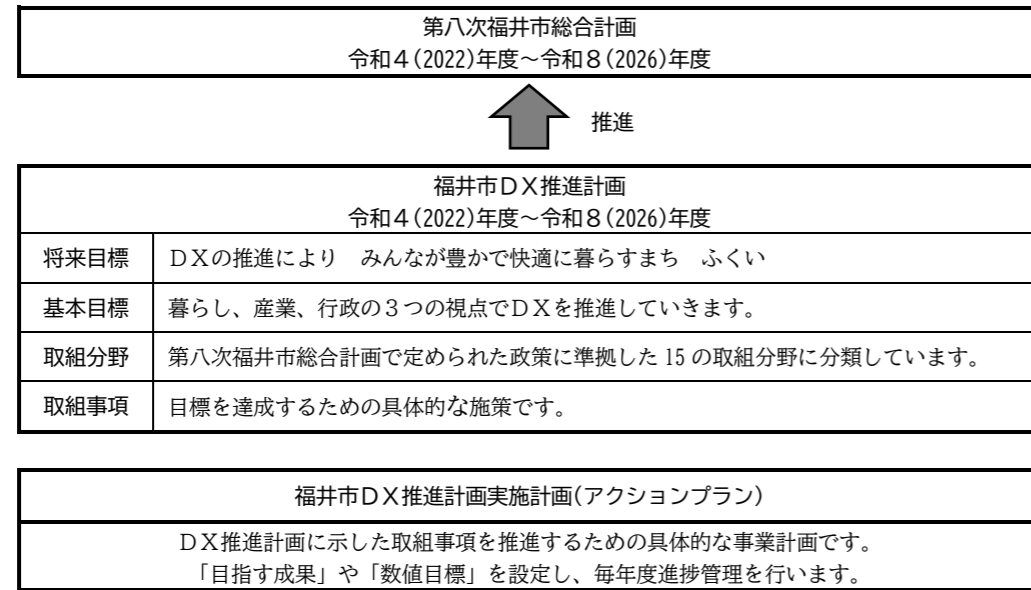 第八次福井市総合計画
令和４(2022)年度～令和８(2026)年度
推進
福井市ＤＸ推進計画
令和４(2022)年度～令和８(2026)年度
将来目標 ＤＸの推進により　みんなが豊かで快適に暮らすまち　ふくい
基本目標 暮らし、産業、行政の３つの視点でＤＸを推進していきます。
取組分野 第八次福井市総合計画で定められた政策に準拠した 15 の取組分野に分類しています。
取組事項 目標を達成するための具体的な施策です。
福井市ＤＸ推進計画実施計画(アクションプラン)
ＤＸ推進計画に示した取組事項を推進するための具体的な事業計画です。
「目指す成果」や「数値目標」を設定し、毎年度進捗管理を行います。